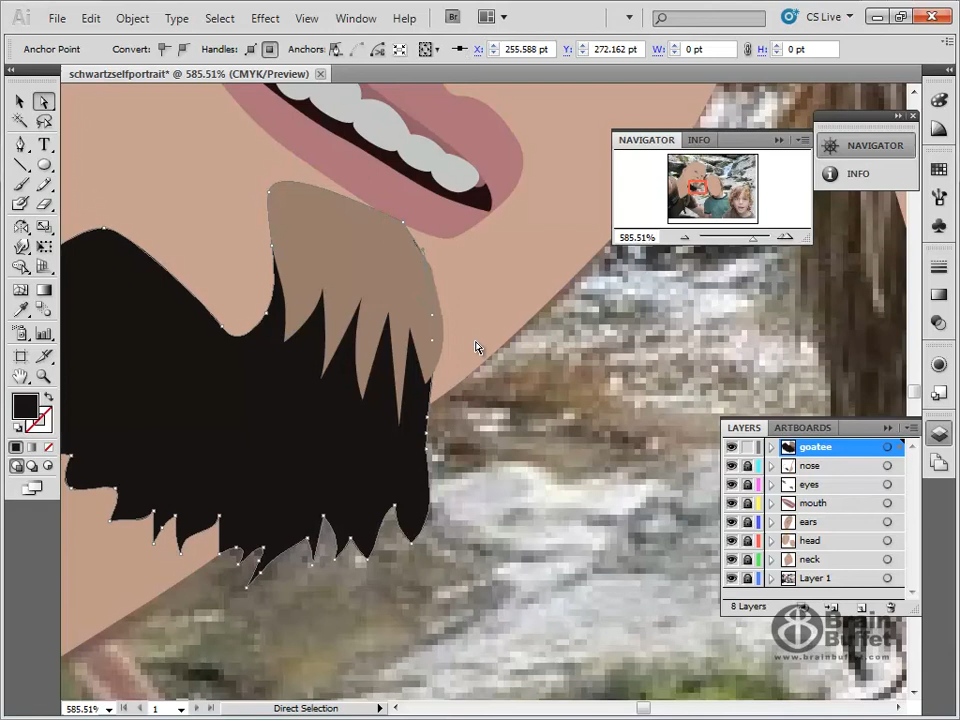 Ai File Edit Object Type Select Effect View Window Help Br CS Live
Anchor Point Convert: Handles: Anchors: X: 255.588 pt Y: 272.162 pt W: 0 pt H: 0 pt
schwartzselfportrait* @ 585.51% (CMYK/Preview)
NAVIGATOR INFO
585.51%
NAVIGATOR
INFO
LAYERS ARTBOARDS
goatee
nose
eyes
mouth
ears
head
neck
Layer 1
8 Layers
Brain
Buffet
www.brainbuffet.com
585.51% 1 Direct Selection